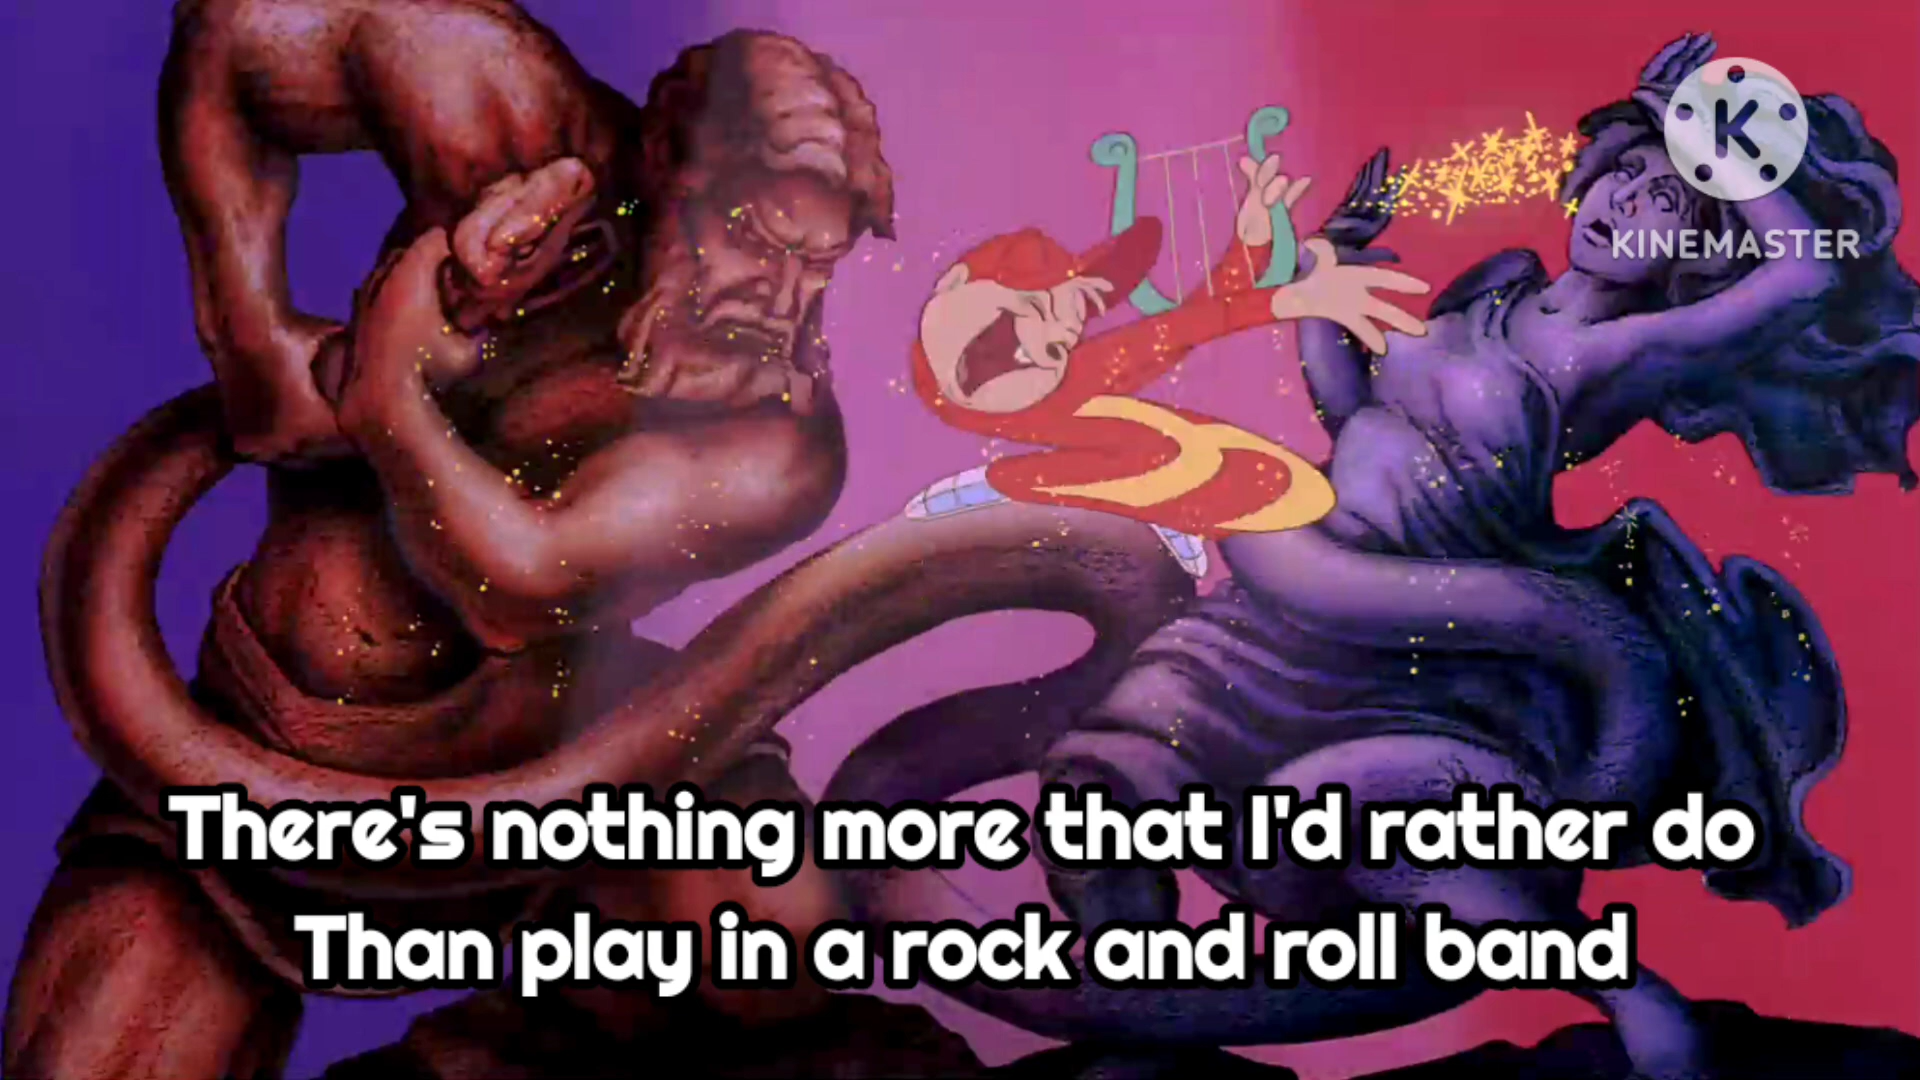 K
KINEMASTER
There's nothing more that I'd rather do
Than play in a rock and roll band